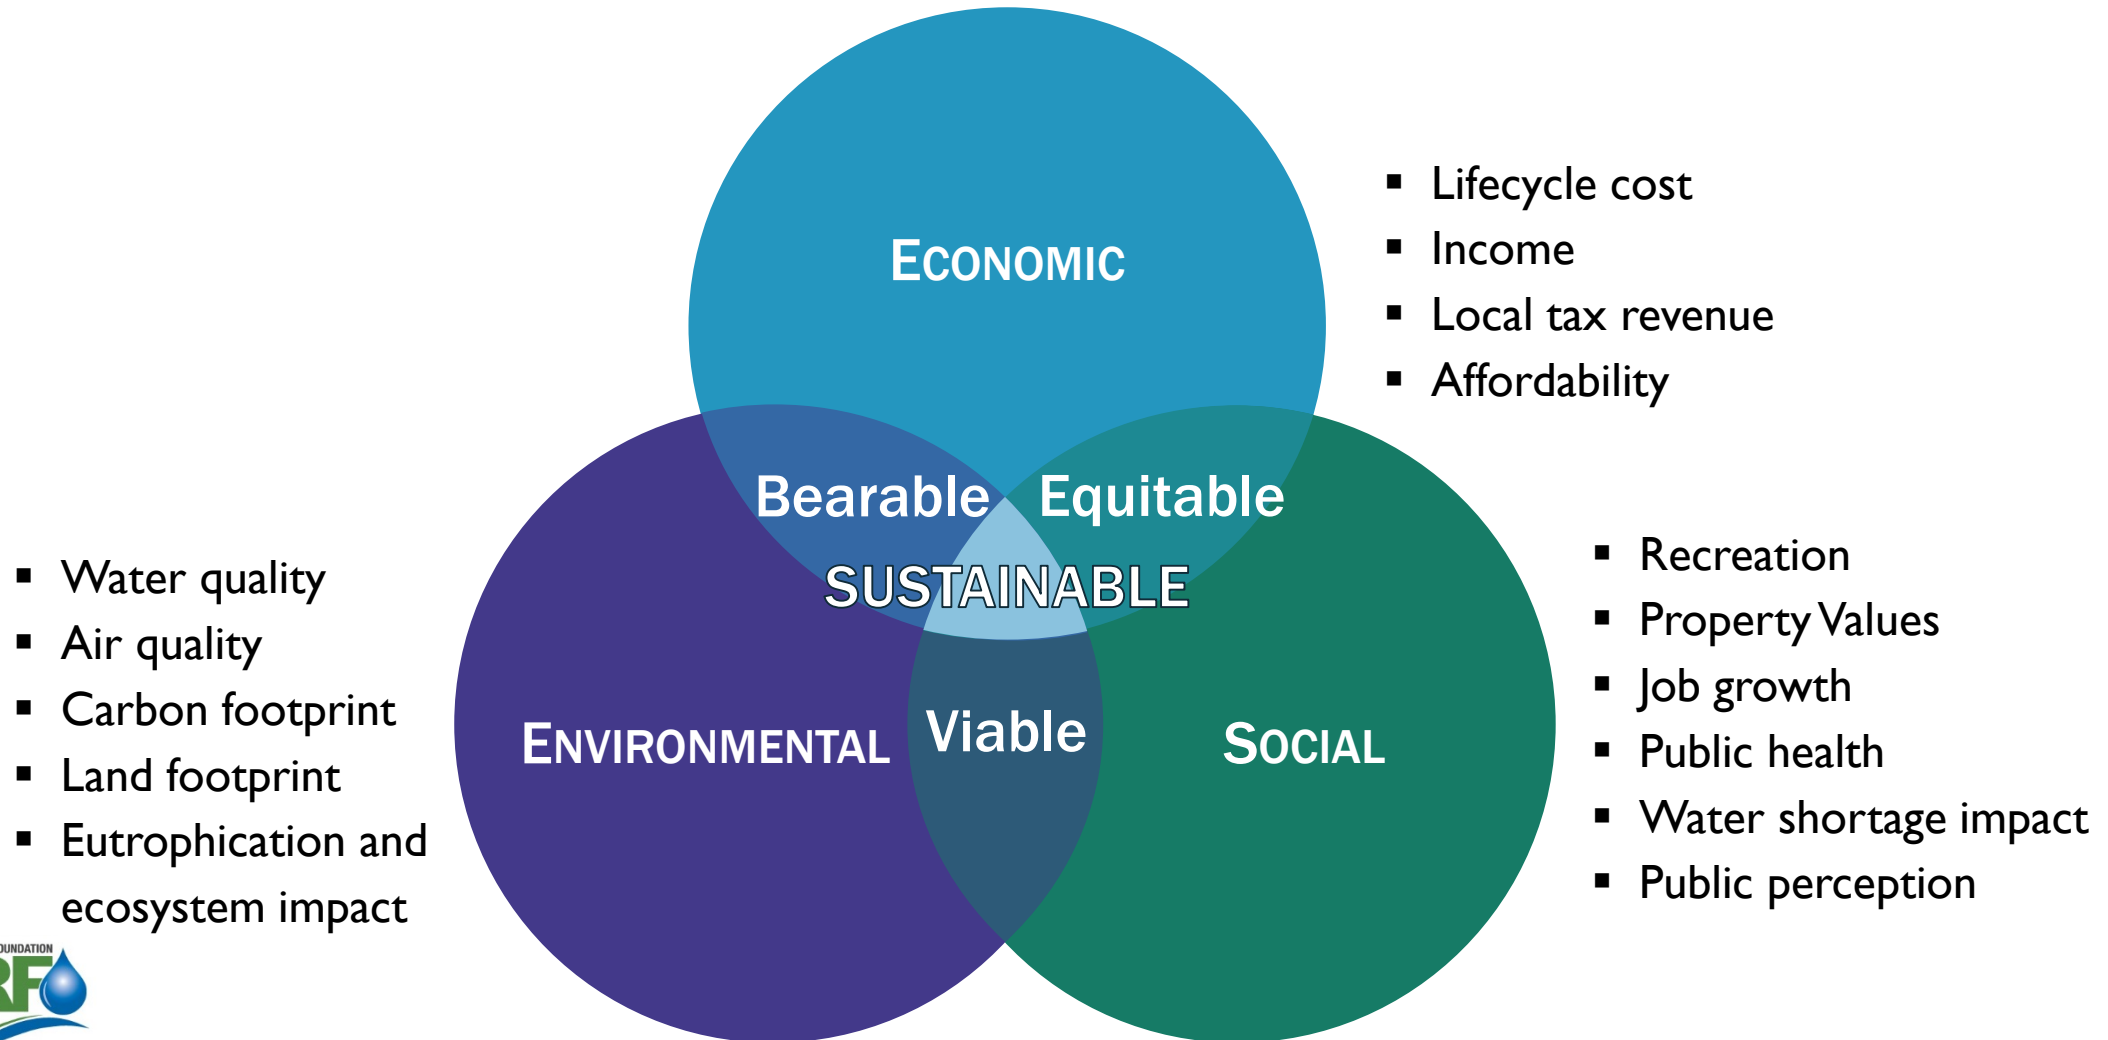 ECONOMIC
▪ Lifecycle cost
▪ Income
▪ Local tax revenue
▪ Affordability
Bearable
Equitable
SUSTAINABLE
▪ Water quality
▪ Air quality
▪ Carbon footprint
▪ Land footprint
▪ Eutrophication and
ecosystem impact
ENVIRONMENTAL
Viable
SOCIAL
▪ Recreation
▪ Property Values
▪ Job growth
▪ Public health
▪ Water shortage impact
▪ Public perception